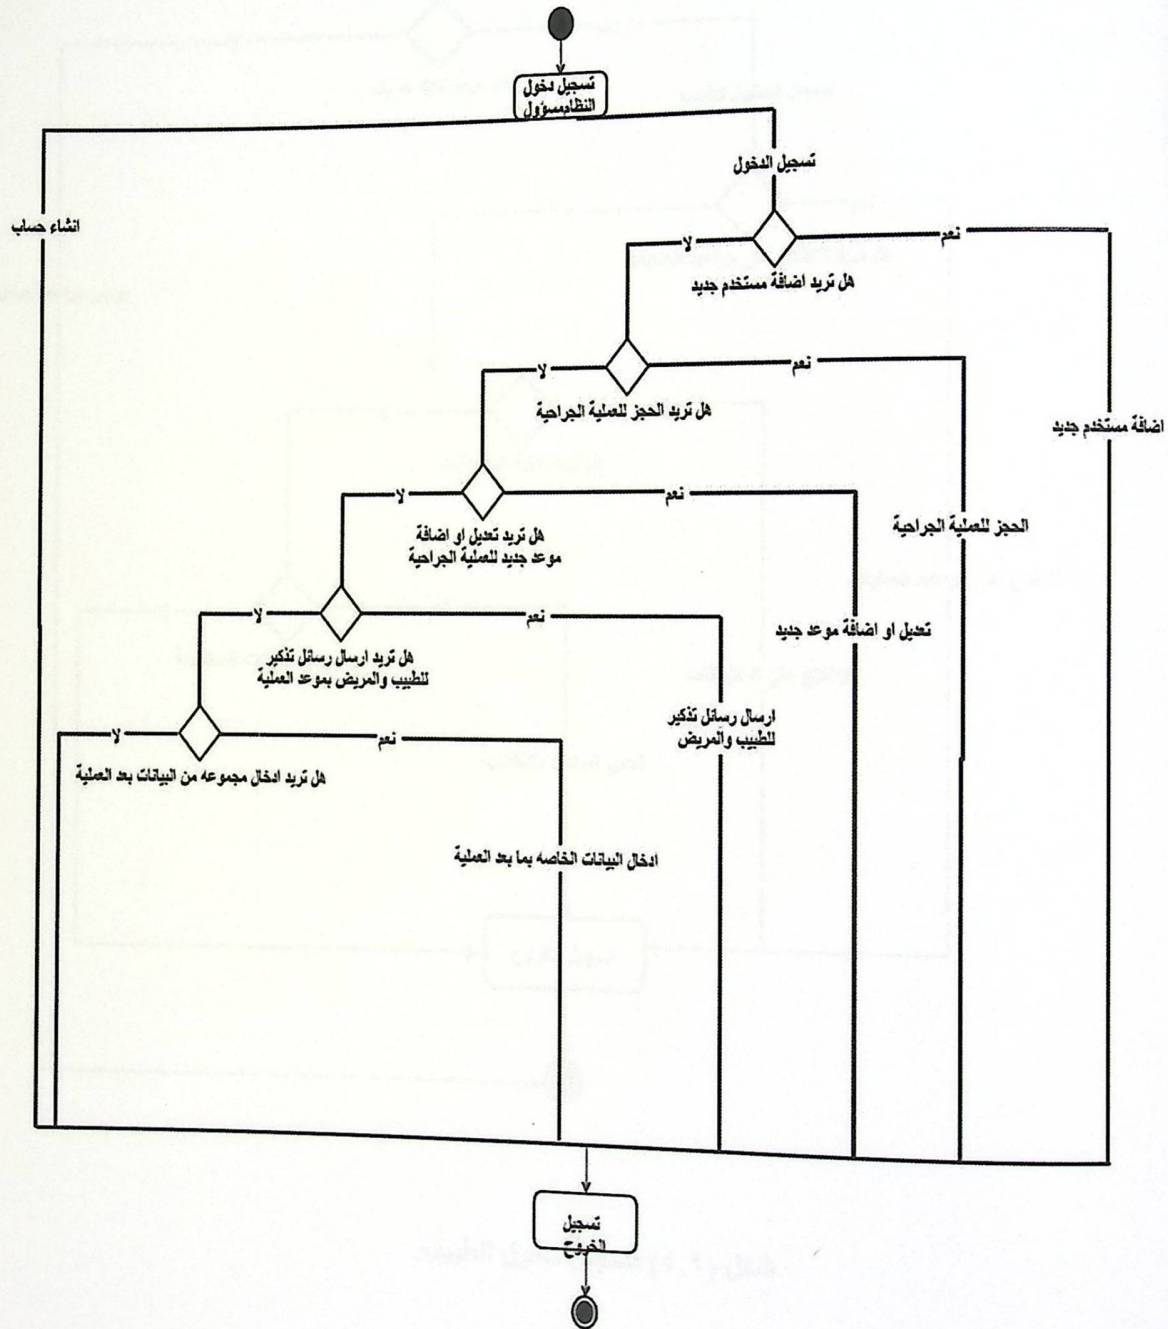 تسجيل دخول
النظاممسؤول
تسجيل الدخول
انشاء حساب
لا
نعم
هل تريد اضافة مستخدم جديد
لا
نعم
هل تريد الحجز للعملية الجراحية
اضافة مستخدم جديد
لا
نعم
هل تريد تعديل او اضافة
موعد جديد للعملية الجراحية
الحجز للعملية الجراحية
لا
نعم
هل تريد ارسال رسائل تذكير
للطبيب والمريض بموعد العملية
تعديل او اضافة موعد جديد
ارسال رسائل تذكير
للطبيب والمريض
لا
نعم
هل تريد ادخال مجموعه من البيانات بعد العملية
أدخال البيانات الخاصه بما بعد العملية
تسجيل
الخروج